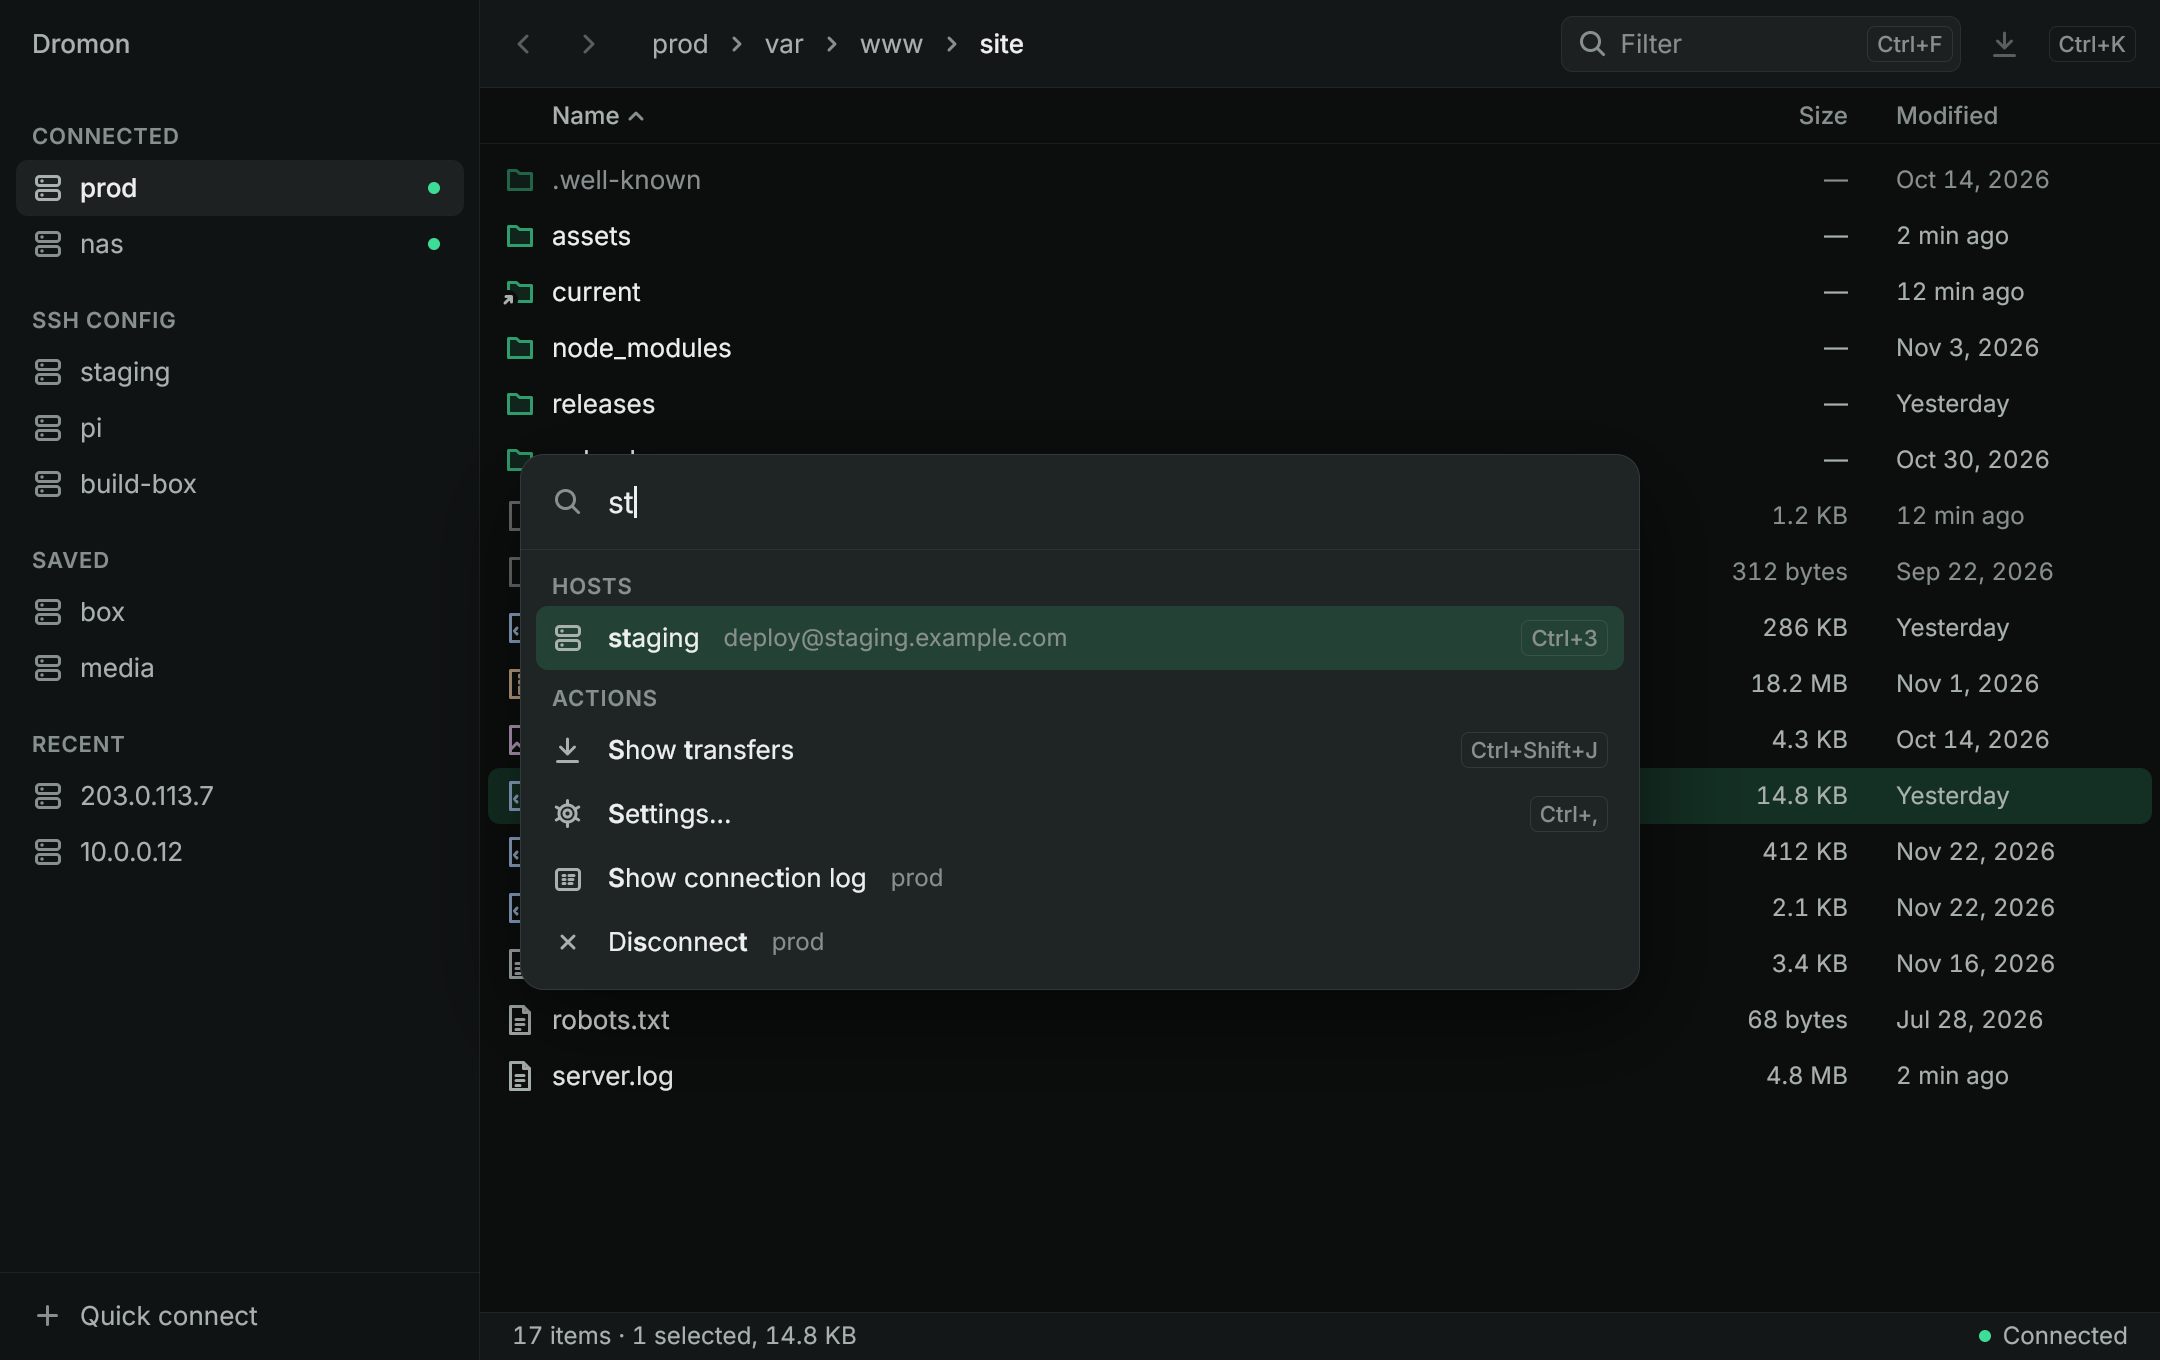 Dromon
CONNECTED
prod
nas
SSH CONFIG
staging
pi
build-box
SAVED
box
media
RECENT
203.0.113.7
10.0.0.12
Quick connect
prod > var > www > site
Filter Ctrl+F Ctrl+K
Name Size Modified
.well-known — Oct 14, 2026
assets — 2 min ago
current — 12 min ago
node_modules — Nov 3, 2026
releases — Yesterday
— Oct 30, 2026
1.2 KB 12 min ago
312 bytes Sep 22, 2026
286 KB Yesterday
18.2 MB Nov 1, 2026
4.3 KB Oct 14, 2026
14.8 KB Yesterday
412 KB Nov 22, 2026
2.1 KB Nov 22, 2026
3.4 KB Nov 16, 2026
robots.txt 68 bytes Jul 28, 2026
server.log 4.8 MB 2 min ago
st
HOSTS
staging deploy@staging.example.com Ctrl+3
ACTIONS
Show transfers Ctrl+Shift+J
Settings... Ctrl+,
Show connection log prod
Disconnect prod
17 items · 1 selected, 14.8 KB
Connected